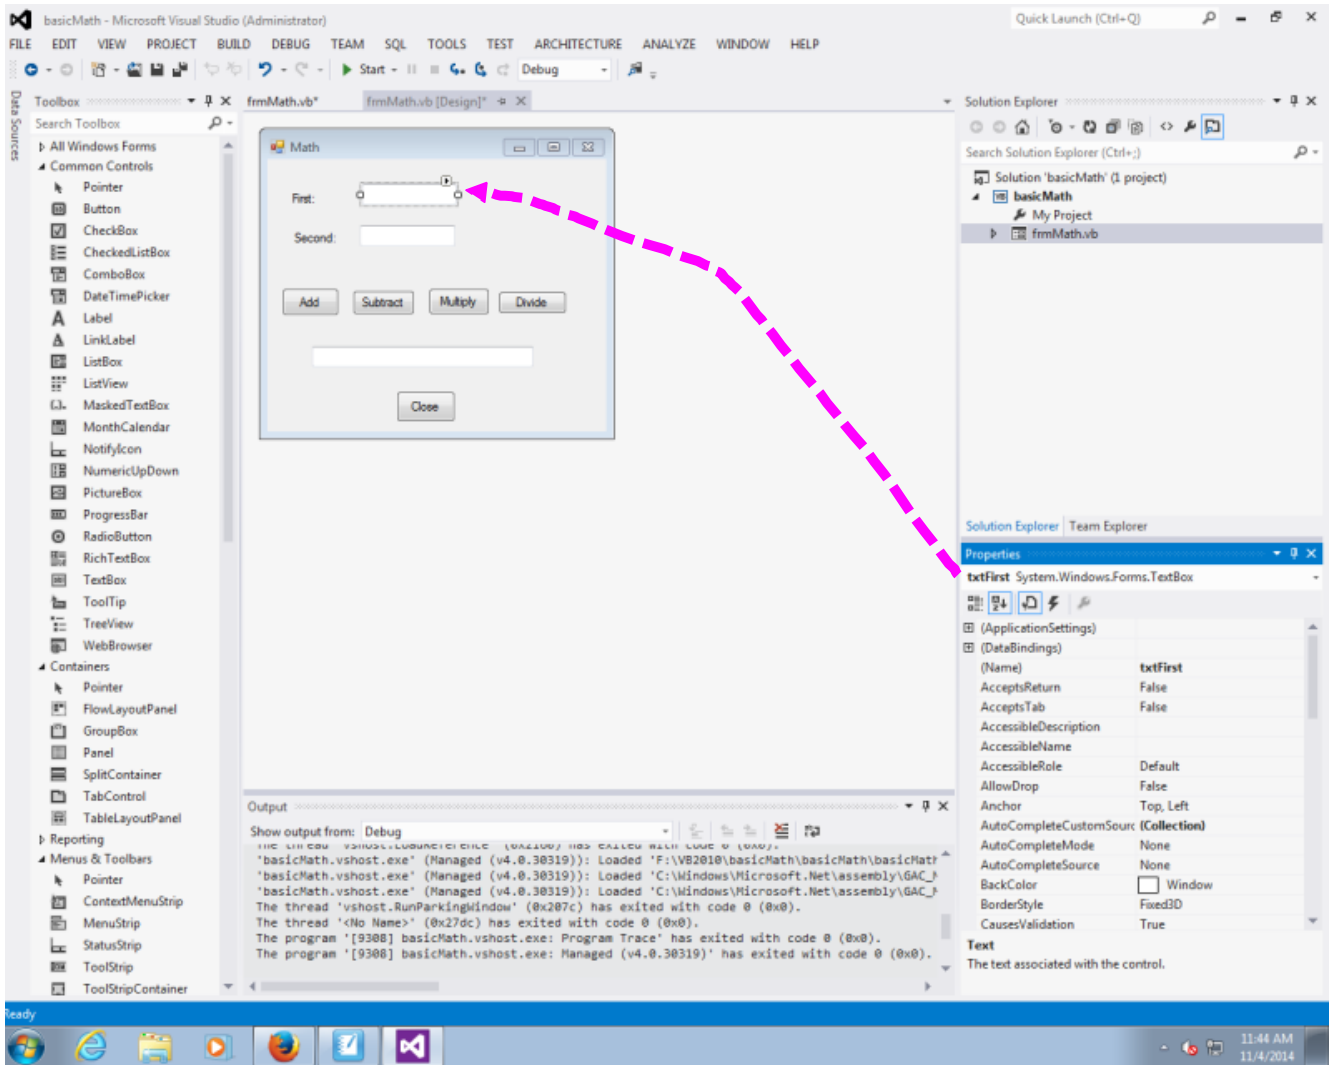 basicMath - Microsoft Visual Studio (Administrator)
Quick Launch (Ctrl+Q)
FILE EDIT VIEW PROJECT BUILD DEBUG TEAM SQL TOOLS TEST ARCHITECTURE ANALYZE WINDOW HELP
Start
Debug
Data Sources
Toolbox
Search Toolbox
All Windows Forms
Common Controls
Pointer
Button
CheckBox
CheckedListBox
ComboBox
DateTimePicker
Label
LinkLabel
ListBox
ListView
MaskedTextBox
MonthCalendar
NotifyIcon
NumericUpDown
PictureBox
ProgressBar
RadioButton
RichTextBox
TextBox
ToolTip
TreeView
WebBrowser
Containers
Pointer
FlowLayoutPanel
GroupBox
Panel
SplitContainer
TabControl
TableLayoutPanel
Reporting
Menus & Toolbars
Pointer
ContextMenuStrip
MenuStrip
StatusStrip
ToolStrip
ToolStripContainer
frmMath.vb*
frmMath.vb [Design]*
Math
First:
Second:
Add
Subtract
Multiply
Divide
Close
Output
Show output from: Debug
The thread 'vshost.LoadReference' (0x2160) has exited with code 0 (0x0).
'basicMath.vshost.exe' (Managed (v4.0.30319)): Loaded 'F:\VB2010\basicMath\basicMath\basicMath
'basicMath.vshost.exe' (Managed (v4.0.30319)): Loaded 'C:\Windows\Microsoft.Net\assembly\GAC_M
'basicMath.vshost.exe' (Managed (v4.0.30319)): Loaded 'C:\Windows\Microsoft.Net\assembly\GAC_M
The thread 'vshost.RunParkingWindow' (0x207c) has exited with code 0 (0x0).
The thread '<No Name>' (0x27dc) has exited with code 0 (0x0).
The program '[9308] basicMath.vshost.exe: Program Trace' has exited with code 0 (0x0).
The program '[9308] basicMath.vshost.exe: Managed (v4.0.30319)' has exited with code 0 (0x0).
Solution Explorer
Search Solution Explorer (Ctrl+;)
Solution 'basicMath' (1 project)
basicMath
My Project
frmMath.vb
Solution Explorer Team Explorer
Properties
txtFirst System.Windows.Forms.TextBox
(ApplicationSettings)
(DataBindings)
(Name) txtFirst
AcceptsReturn False
AcceptsTab False
AccessibleDescription
AccessibleName
AccessibleRole Default
AllowDrop False
Anchor Top, Left
AutoCompleteCustomSourc (Collection)
AutoCompleteMode None
AutoCompleteSource None
BackColor Window
BorderStyle Fixed3D
CausesValidation True
Text
The text associated with the control.
Ready
11:44 AM
11/4/2014